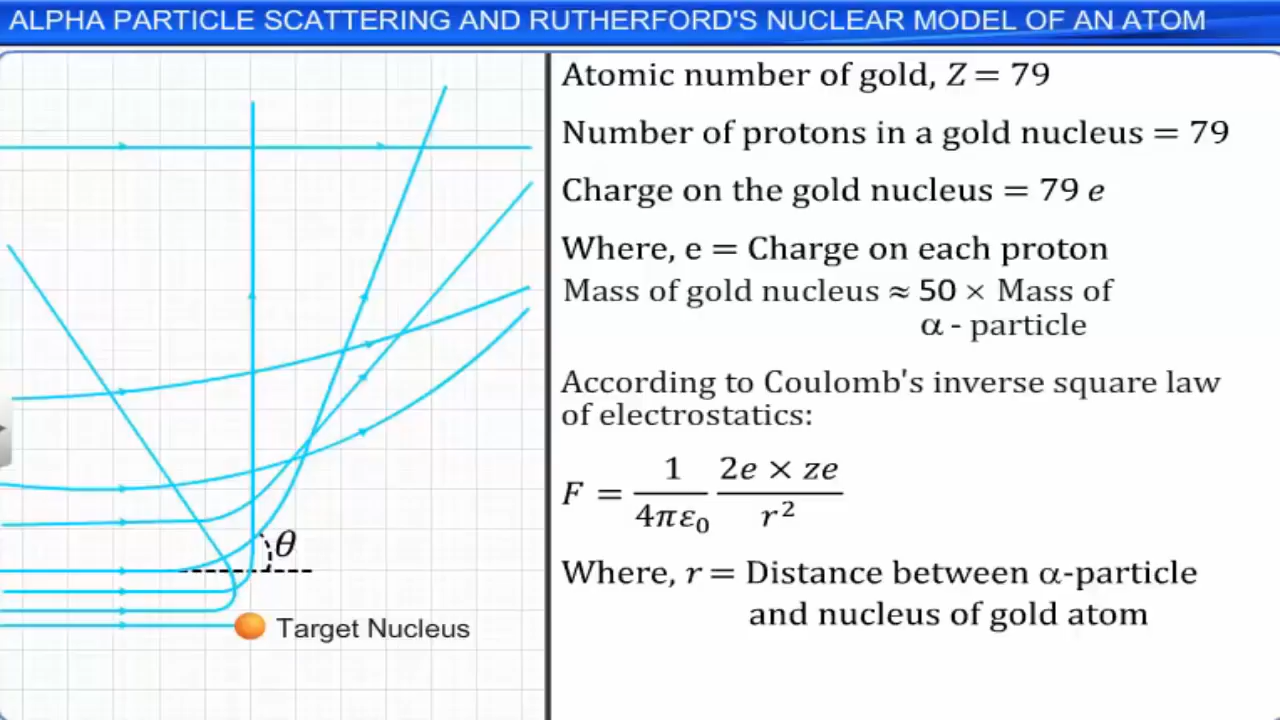 ALPHA PARTICLE SCATTERING AND RUTHERFORD'S NUCLEAR MODEL OF AN ATOM
Atomic number of gold, Z = 79
Number of protons in a gold nucleus = 79
Charge on the gold nucleus = 79 e
Where, e = Charge on each proton
Mass of gold nucleus ≈ 50 × Mass of
α - particle
According to Coulomb's inverse square law
of electrostatics:
F = 1/4πε₀ 2e × ze/r²
Where, r = Distance between α-particle
and nucleus of gold atom
θ
Target Nucleus